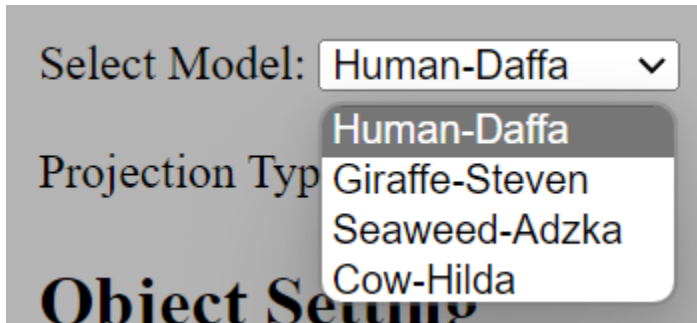 Select Model: Human-Daffa
Human-Daffa
Projection Typ
Giraffe-Steven
Seaweed-Adzka
Cow-Hilda
Object Setting